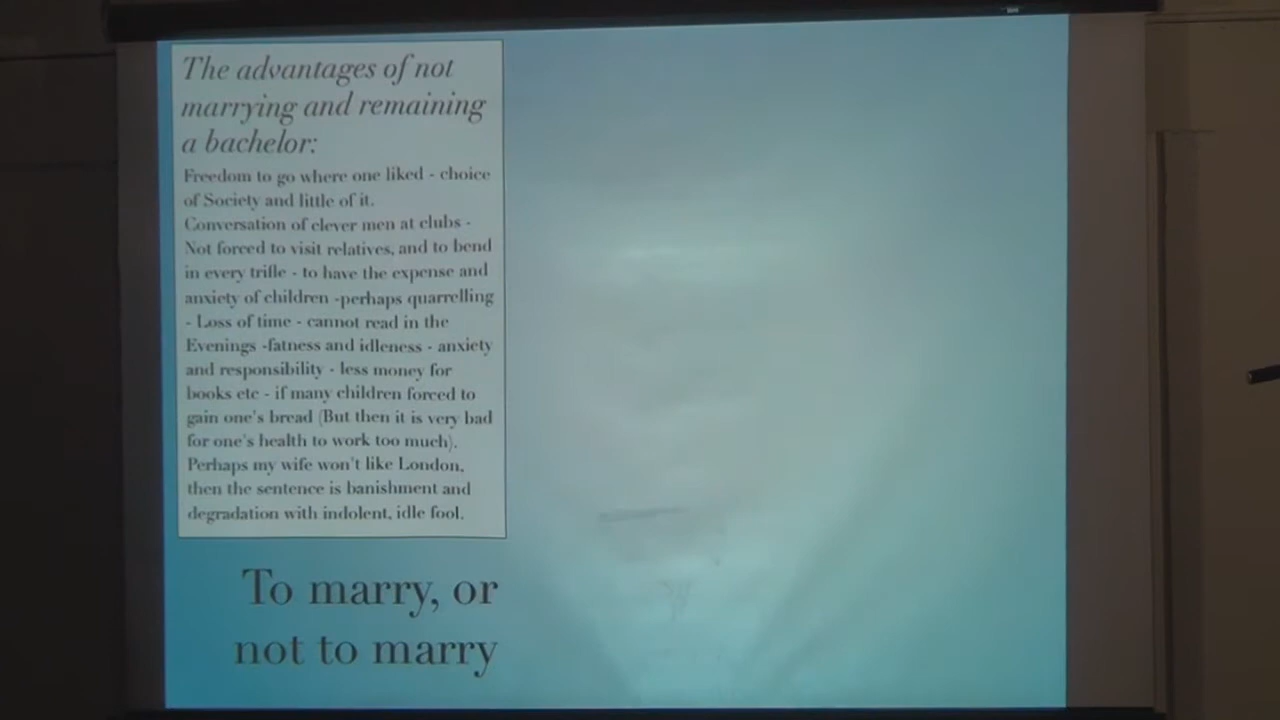 The advantages of not
marrying and remaining
a bachelor:
Freedom to go where one liked - choice
of Society and little of it.
Conversation of clever men at clubs -
Not forced to visit relatives, and to bend
in every trifle - to have the expense and
anxiety of children -perhaps quarrelling
- Loss of time - cannot read in the
Evenings -fatness and idleness - anxiety
and responsibility - less money for
books etc - if many children forced to
gain one's bread (But then it is very bad
for one's health to work too much).
Perhaps my wife won't like London,
then the sentence is banishment and
degradation with indolent, idle fool.
To marry, or
not to marry